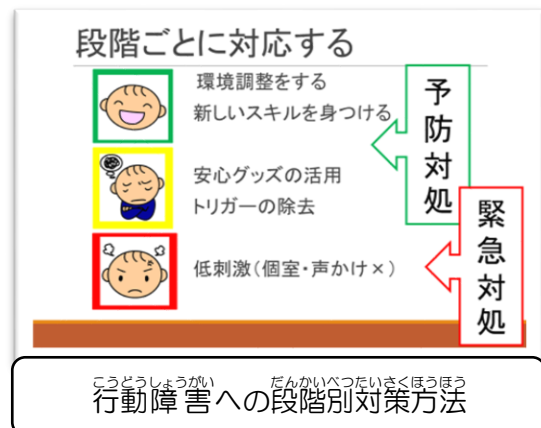 段階ごとに対応する
環境調整をする
新しいスキルを身つける
安心グッズの活用
トリガーの除去
低刺激（個室・声かけ×）
予防対処
緊急対処
こうどうしょうがい だんかいべつたいさくほうほう
行動障害への段階別対策方法